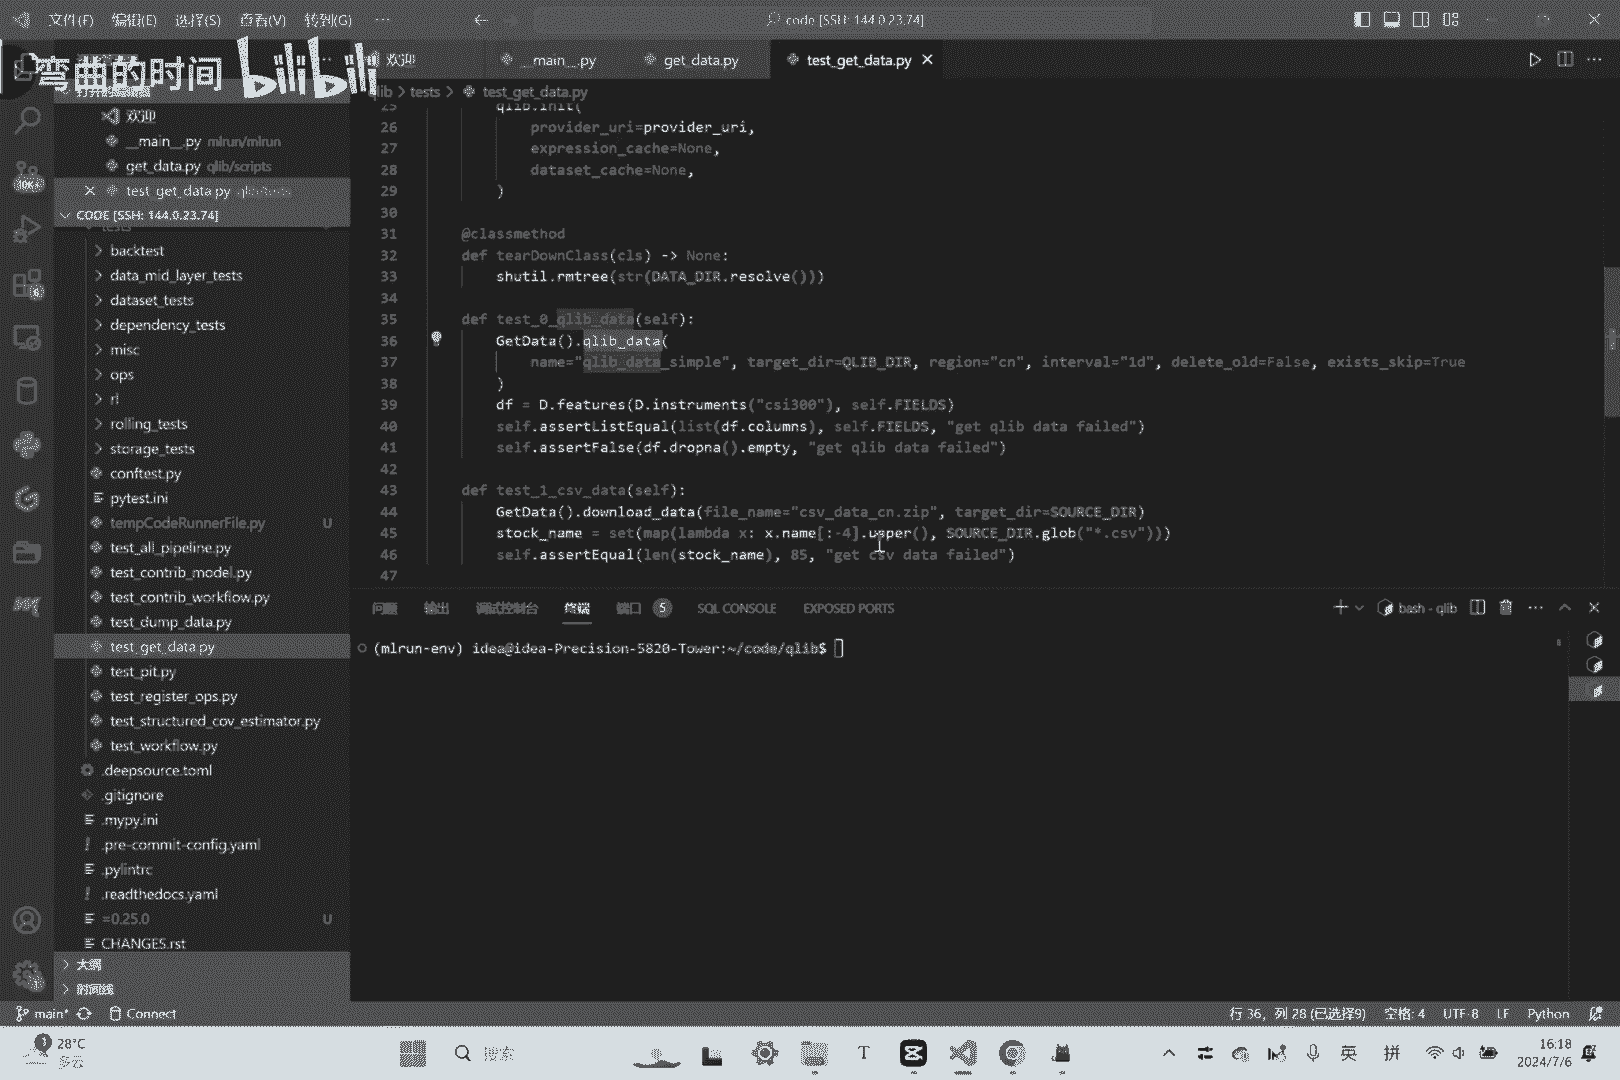 文件(F) 编辑(E) 选择(S) 查看(V) 转到(G) ··· code [SSH: 144.0.23.74]
弯曲的时间 bilibili
欢迎 __main__.py get_data.py test_get_data.py
qlib > tests > test_get_data.py
欢迎
__main__.py mlrun/mlrun
get_data.py qlib/scripts
test_get_data.py
CODE [SSH: 144.0.23.74]
backtest
data_mid_layer_tests
dataset_tests
dependency_tests
misc
ops
rl
rolling_tests
storage_tests
conftest.py
pytest.ini
tempCodeRunnerFile.py U
test_all_pipeline.py
test_contrib_model.py
test_contrib_workflow.py
test_dump_data.py
test_get_data.py
test_pit.py
test_register_ops.py
test_structured_cov_estimator.py
test_workflow.py
.deepsource.toml
.gitignore
.mypy.ini
.pre-commit-config.yaml
.pylintrc
.readthedocs.yaml
=0.25.0 U
CHANGES.rst
大纲
时间线
25 qlib.init(
26 provider_uri=provider_uri,
27 expression_cache=None,
28 dataset_cache=None,
29 )
30
31 @classmethod
32 def tearDownClass(cls) -> None:
33 shutil.rmtree(str(DATA_DIR.resolve()))
34
35 def test_0_qlib_data(self):
36 GetData().qlib_data(
37 name="qlib_data_simple", target_dir=QLIB_DIR, region="cn", interval="1d", delete_old=False, exists_skip=True
38 )
39 df = D.features(D.instruments("csi300"), self.FIELDS)
40 self.assertListEqual(list(df.columns), self.FIELDS, "get qlib data failed")
41 self.assertFalse(df.dropna().empty, "get qlib data failed")
42
43 def test_1_csv_data(self):
44 GetData().download_data(file_name="csv_data_cn.zip", target_dir=SOURCE_DIR)
45 stock_name = set(map(lambda x: x.name[:-4].upper(), SOURCE_DIR.glob("*.csv")))
46 self.assertEqual(len(stock_name), 85, "get csv data failed")
47
问题 输出 调试控制台 终端 端口 5 SQL CONSOLE EXPOSED PORTS bash - qlib
(mlrun-env) idea@idea-Precision-5820-Tower:~/code/qlib$
main* Connect 行 36, 列 28 (已选择9) 空格: 4 UTF-8 LF Python
28°C
多云
搜索
英 拼
16:18
2024/7/6